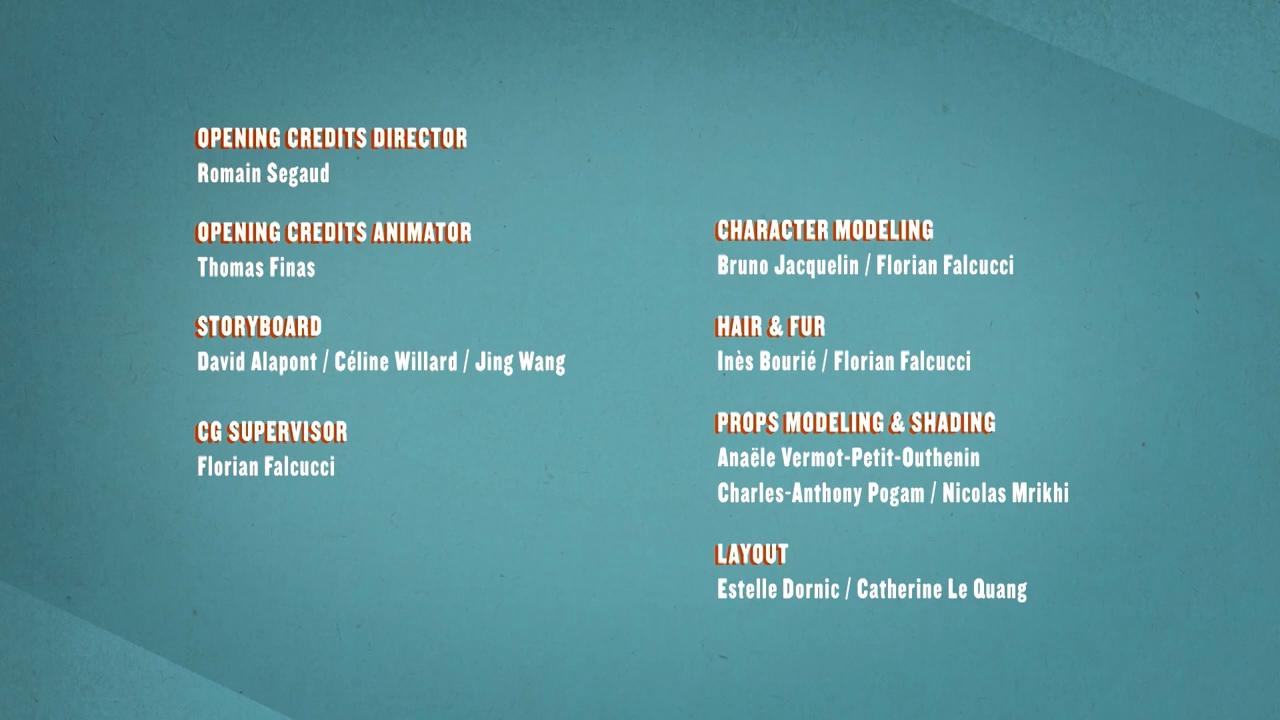 OPENING CREDITS DIRECTOR
Romain Segaud
OPENING CREDITS ANIMATOR
Thomas Finas
STORYBOARD
David Alapont / Céline Willard / Jing Wang
CG SUPERVISOR
Florian Falcucci
CHARACTER MODELING
Bruno Jacquelin / Florian Falcucci
HAIR & FUR
Inès Bourié / Florian Falcucci
PROPS MODELING & SHADING
Anaële Vermot-Petit-Outhenin
Charles-Anthony Pogam / Nicolas Mrikhi
LAYOUT
Estelle Dornic / Catherine Le Quang